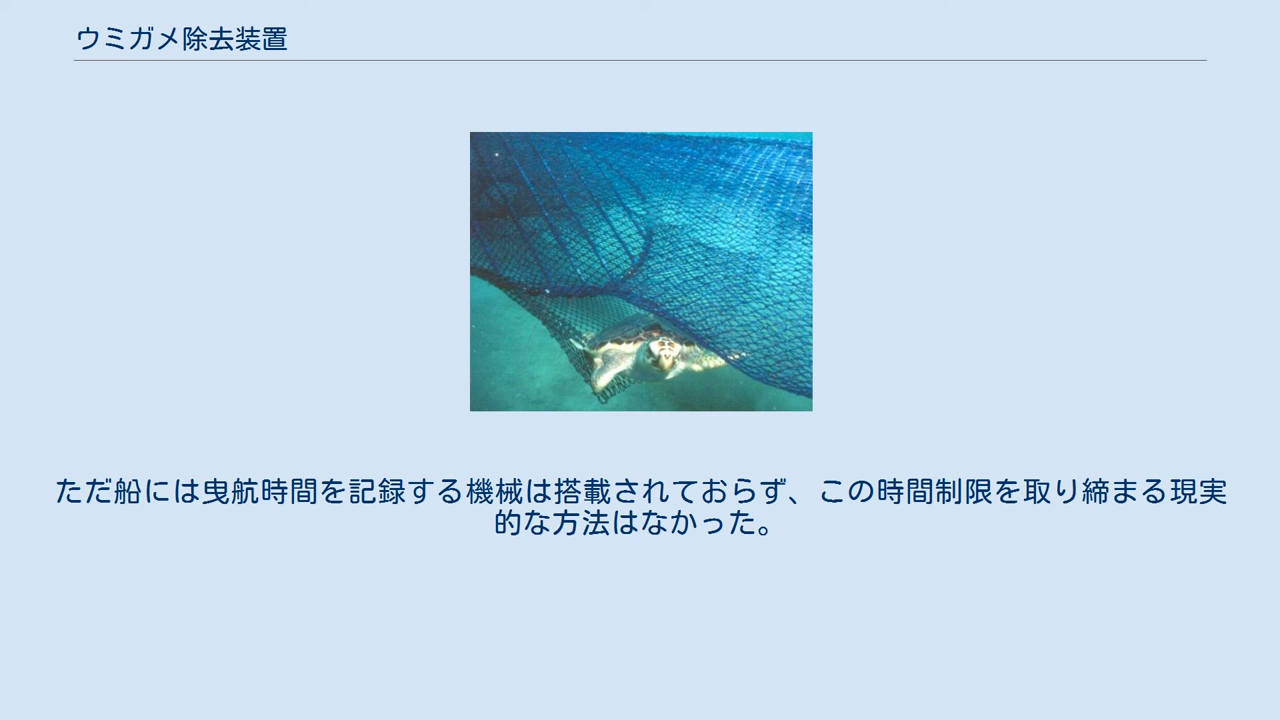 ウミガメ除去装置
ただ船には曳航時間を記録する機械は搭載されておらず、この時間制限を取り締まる現実
的な方法はなかった。